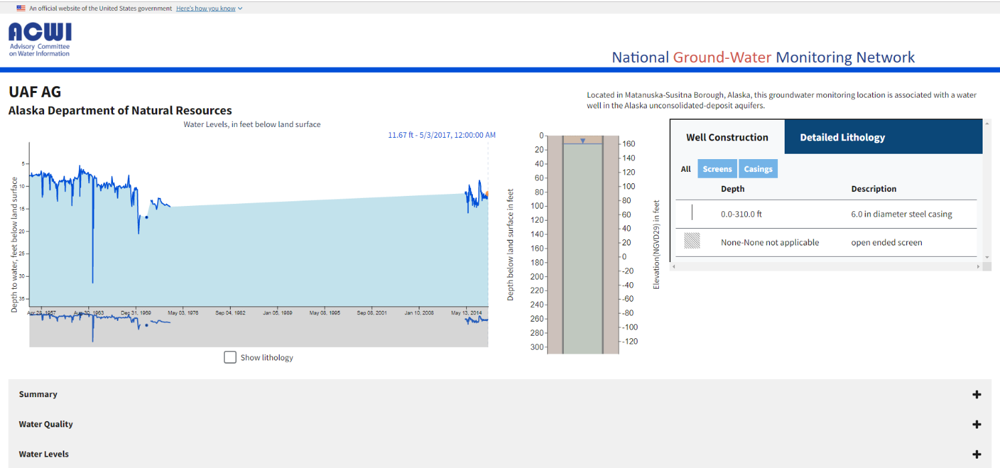 An official website of the United States government Here's how you know
ACWI
Advisory Committee
on Water Information
National Ground-Water Monitoring Network
UAF AG
Alaska Department of Natural Resources
Located in Matanuska-Susitna Borough, Alaska, this groundwater monitoring location is associated with a water
well in the Alaska unconsolidated-deposit aquifers.
Water Levels, in feet below land surface
11.67 ft - 5/3/2017, 12:00:00 AM
Depth to water, feet below land surface
5
10
15
20
25
30
35
Apr 28, 1957
Aug 30, 1963
Dec 31, 1969
May 03, 1976
Sep 04, 1982
Jan 05, 1989
May 08, 1995
Sep 08, 2001
Jan 10, 2008
May 13, 2014
Show lithology
Depth below land surface in feet
0
20
40
60
80
100
120
140
160
180
200
220
240
260
280
300
160
140
120
100
80
60
40
20
0
-20
-40
-60
-80
-100
-120
Elevation(NGVD29) in feet
Well Construction
Detailed Lithology
All Screens Casings
Depth Description
0.0-310.0 ft 6.0 in diameter steel casing
None-None not applicable open ended screen
Summary
Water Quality
Water Levels